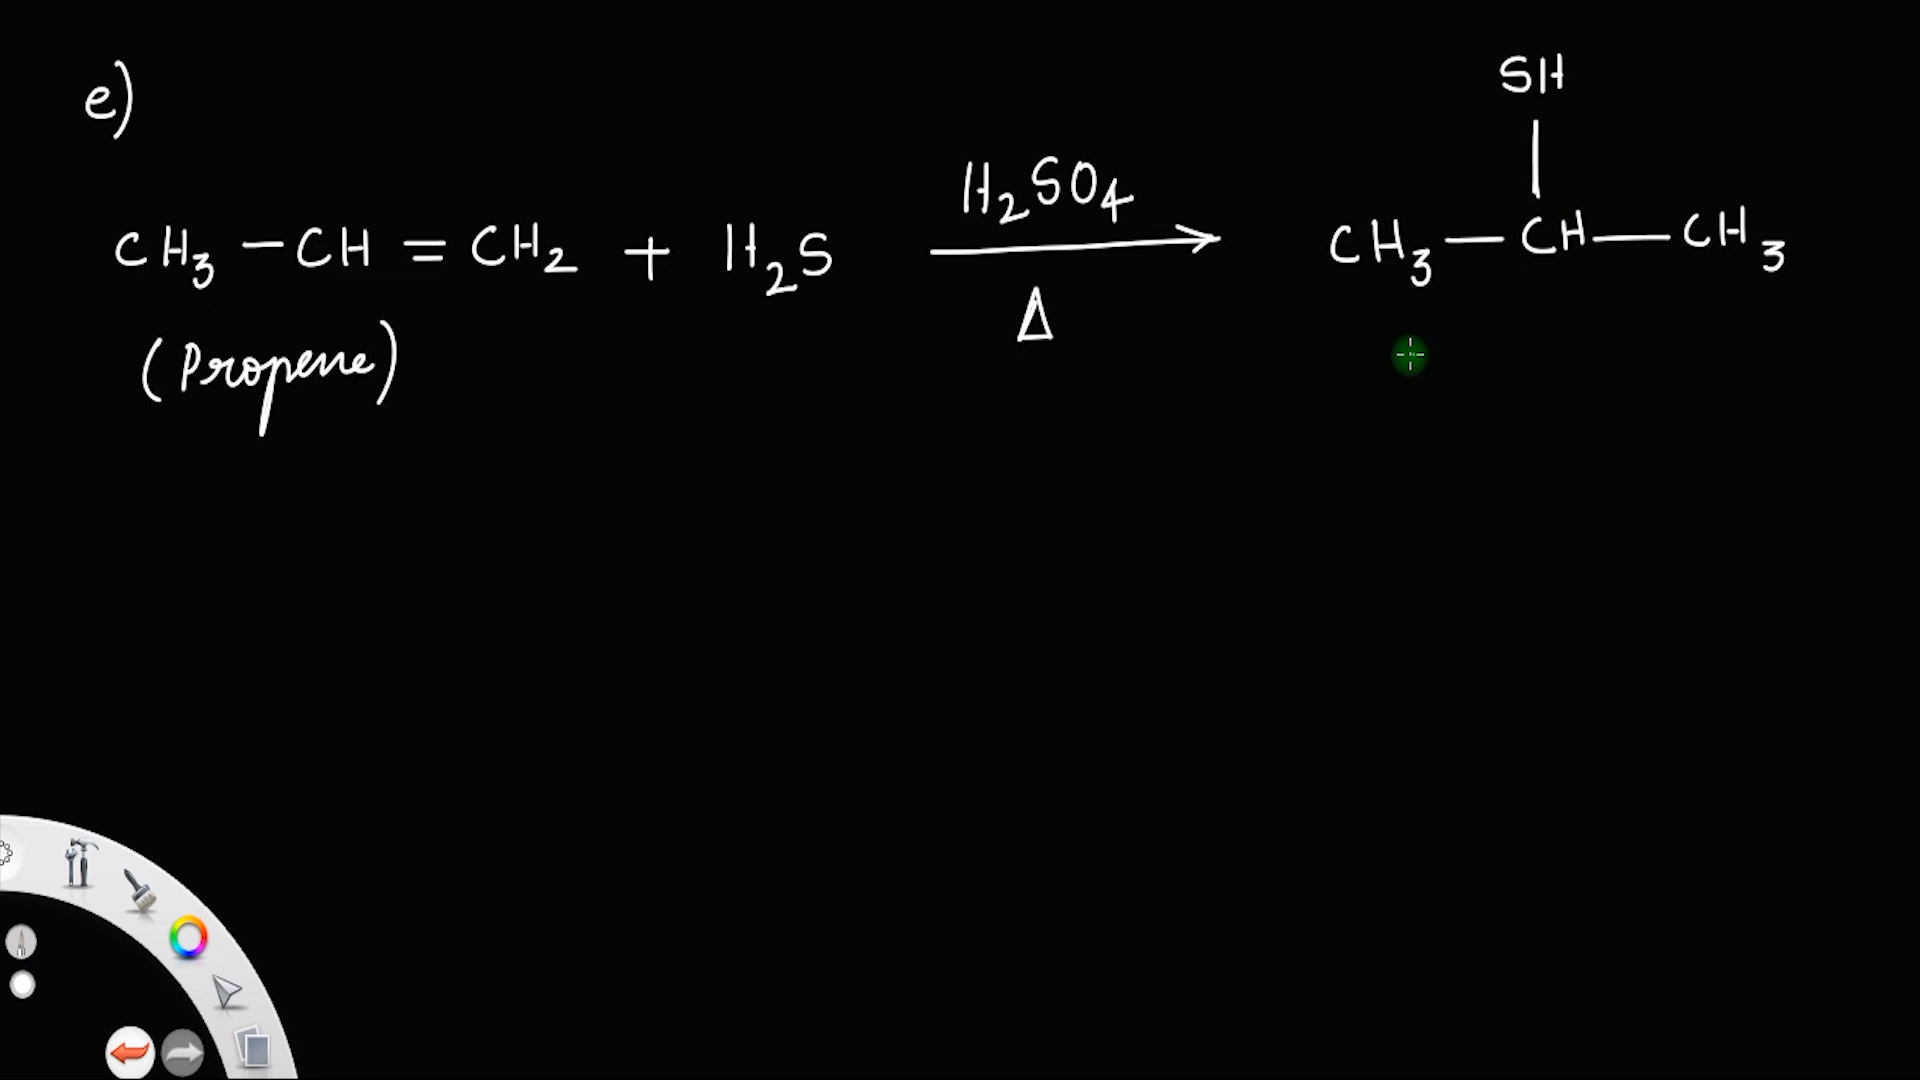 e)
SH
|
CH₃ – CH = CH₂ + H₂S —H₂SO₄/Δ→ CH₃ — CH — CH₃
(Propene)